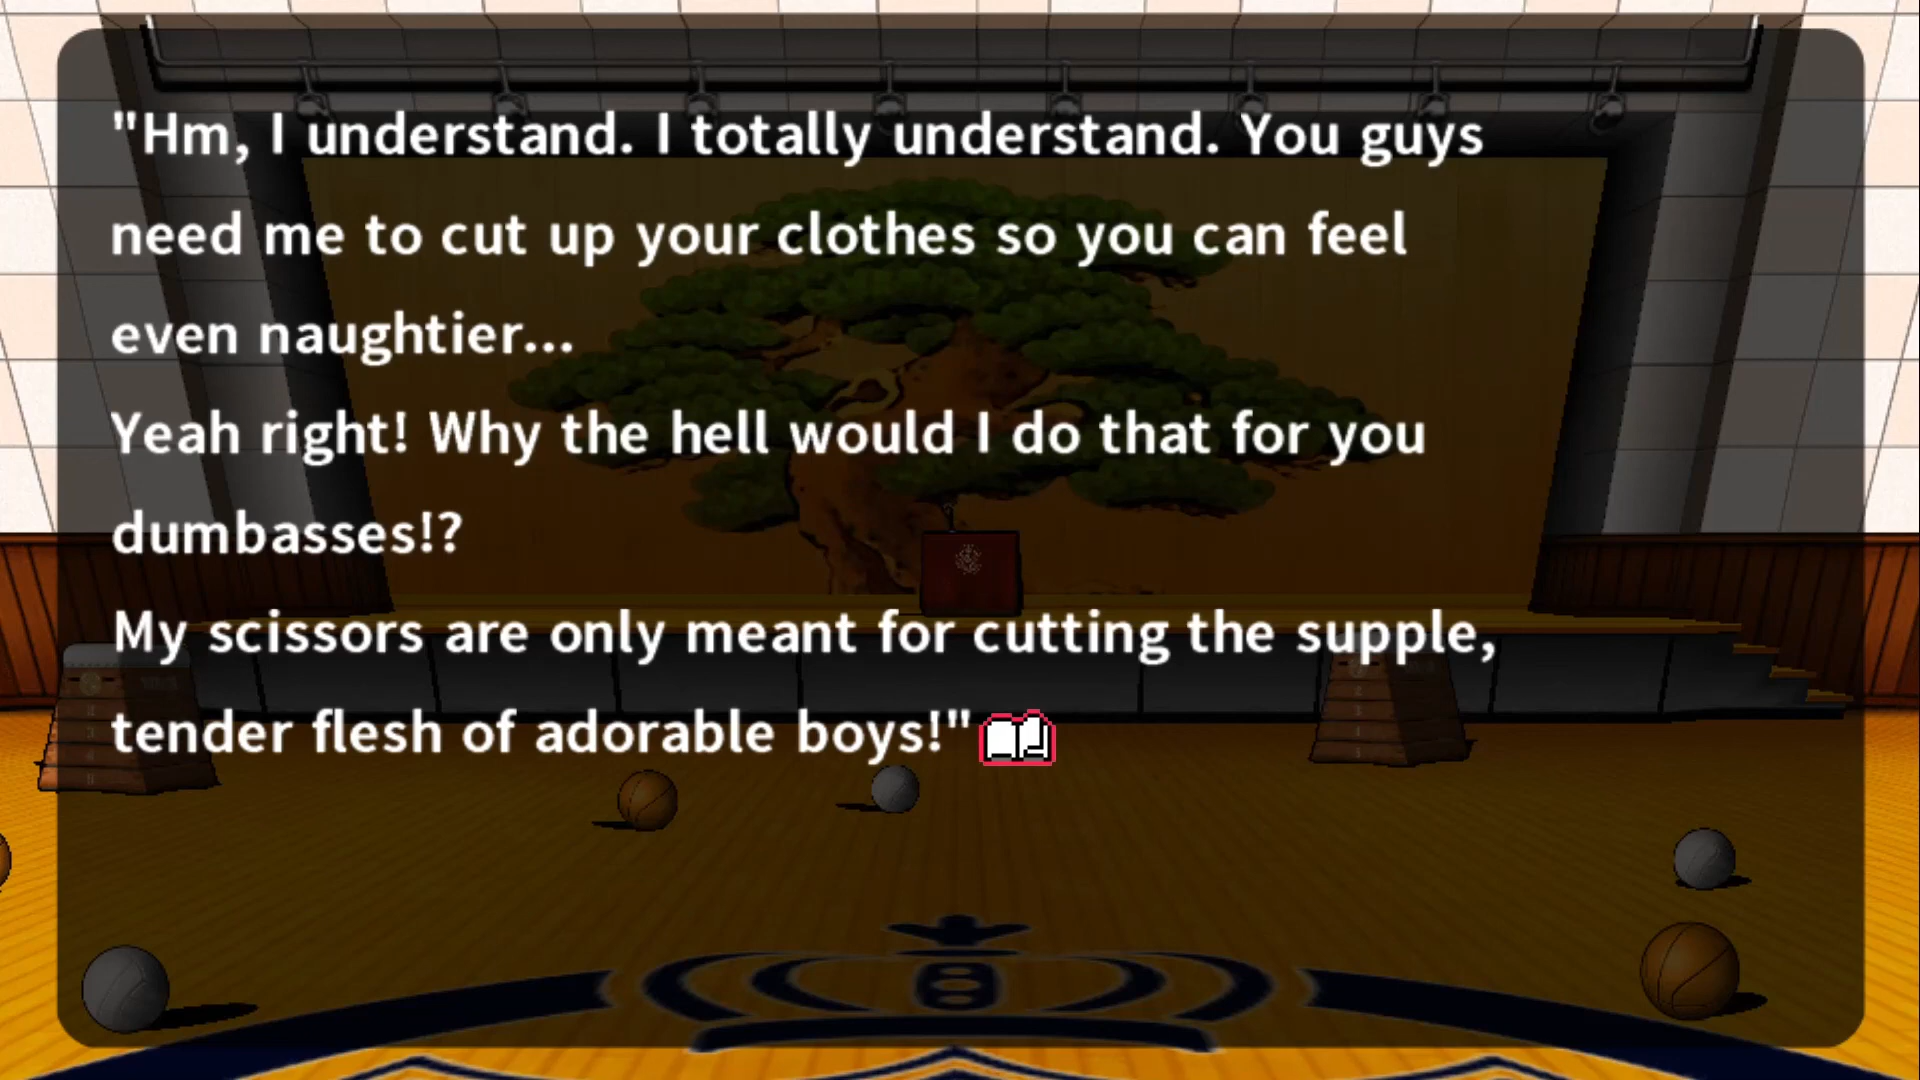 "Hm, I understand. I totally understand. You guys
need me to cut up your clothes so you can feel
even naughtier...
Yeah right! Why the hell would I do that for you
dumbasses!?
My scissors are only meant for cutting the supple,
tender flesh of adorable boys!"